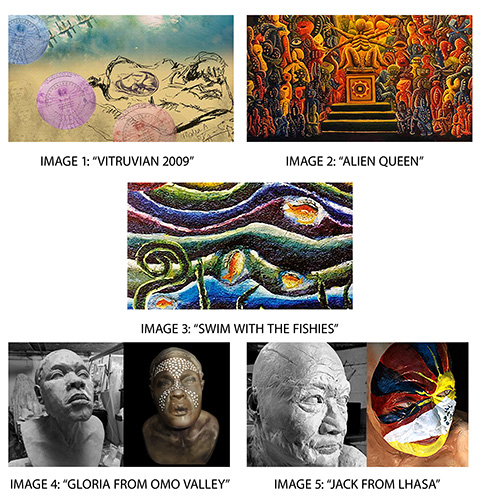 IMAGE 1: “VITRUVIAN 2009”
IMAGE 2: “ALIEN QUEEN”
IMAGE 3: “SWIM WITH THE FISHIES”
IMAGE 4: “GLORIA FROM OMO VALLEY”
IMAGE 5: “JACK FROM LHASA”